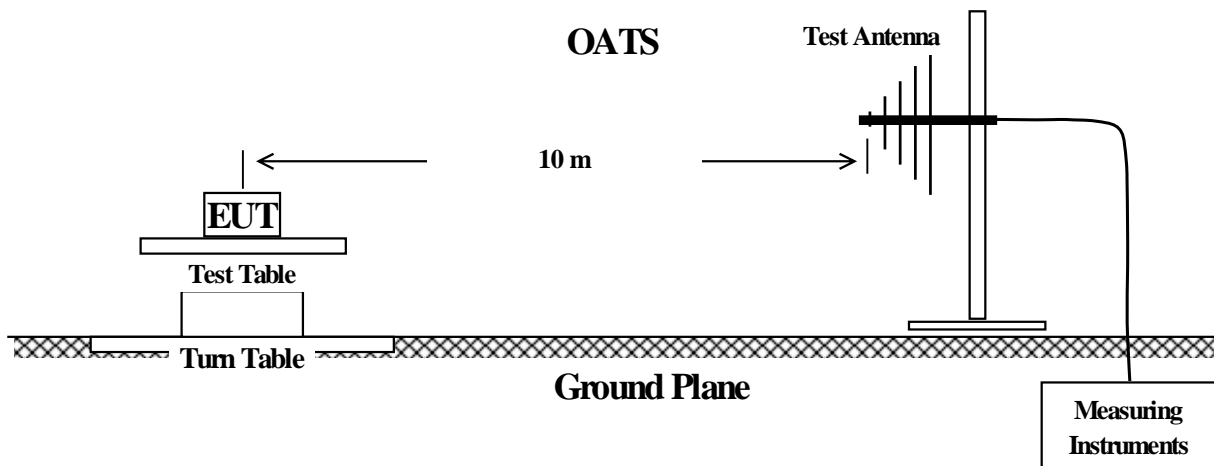 OATS
Test Antenna
10 m
EUT
Test Table
Turn Table
Ground Plane
Measuring
Instruments